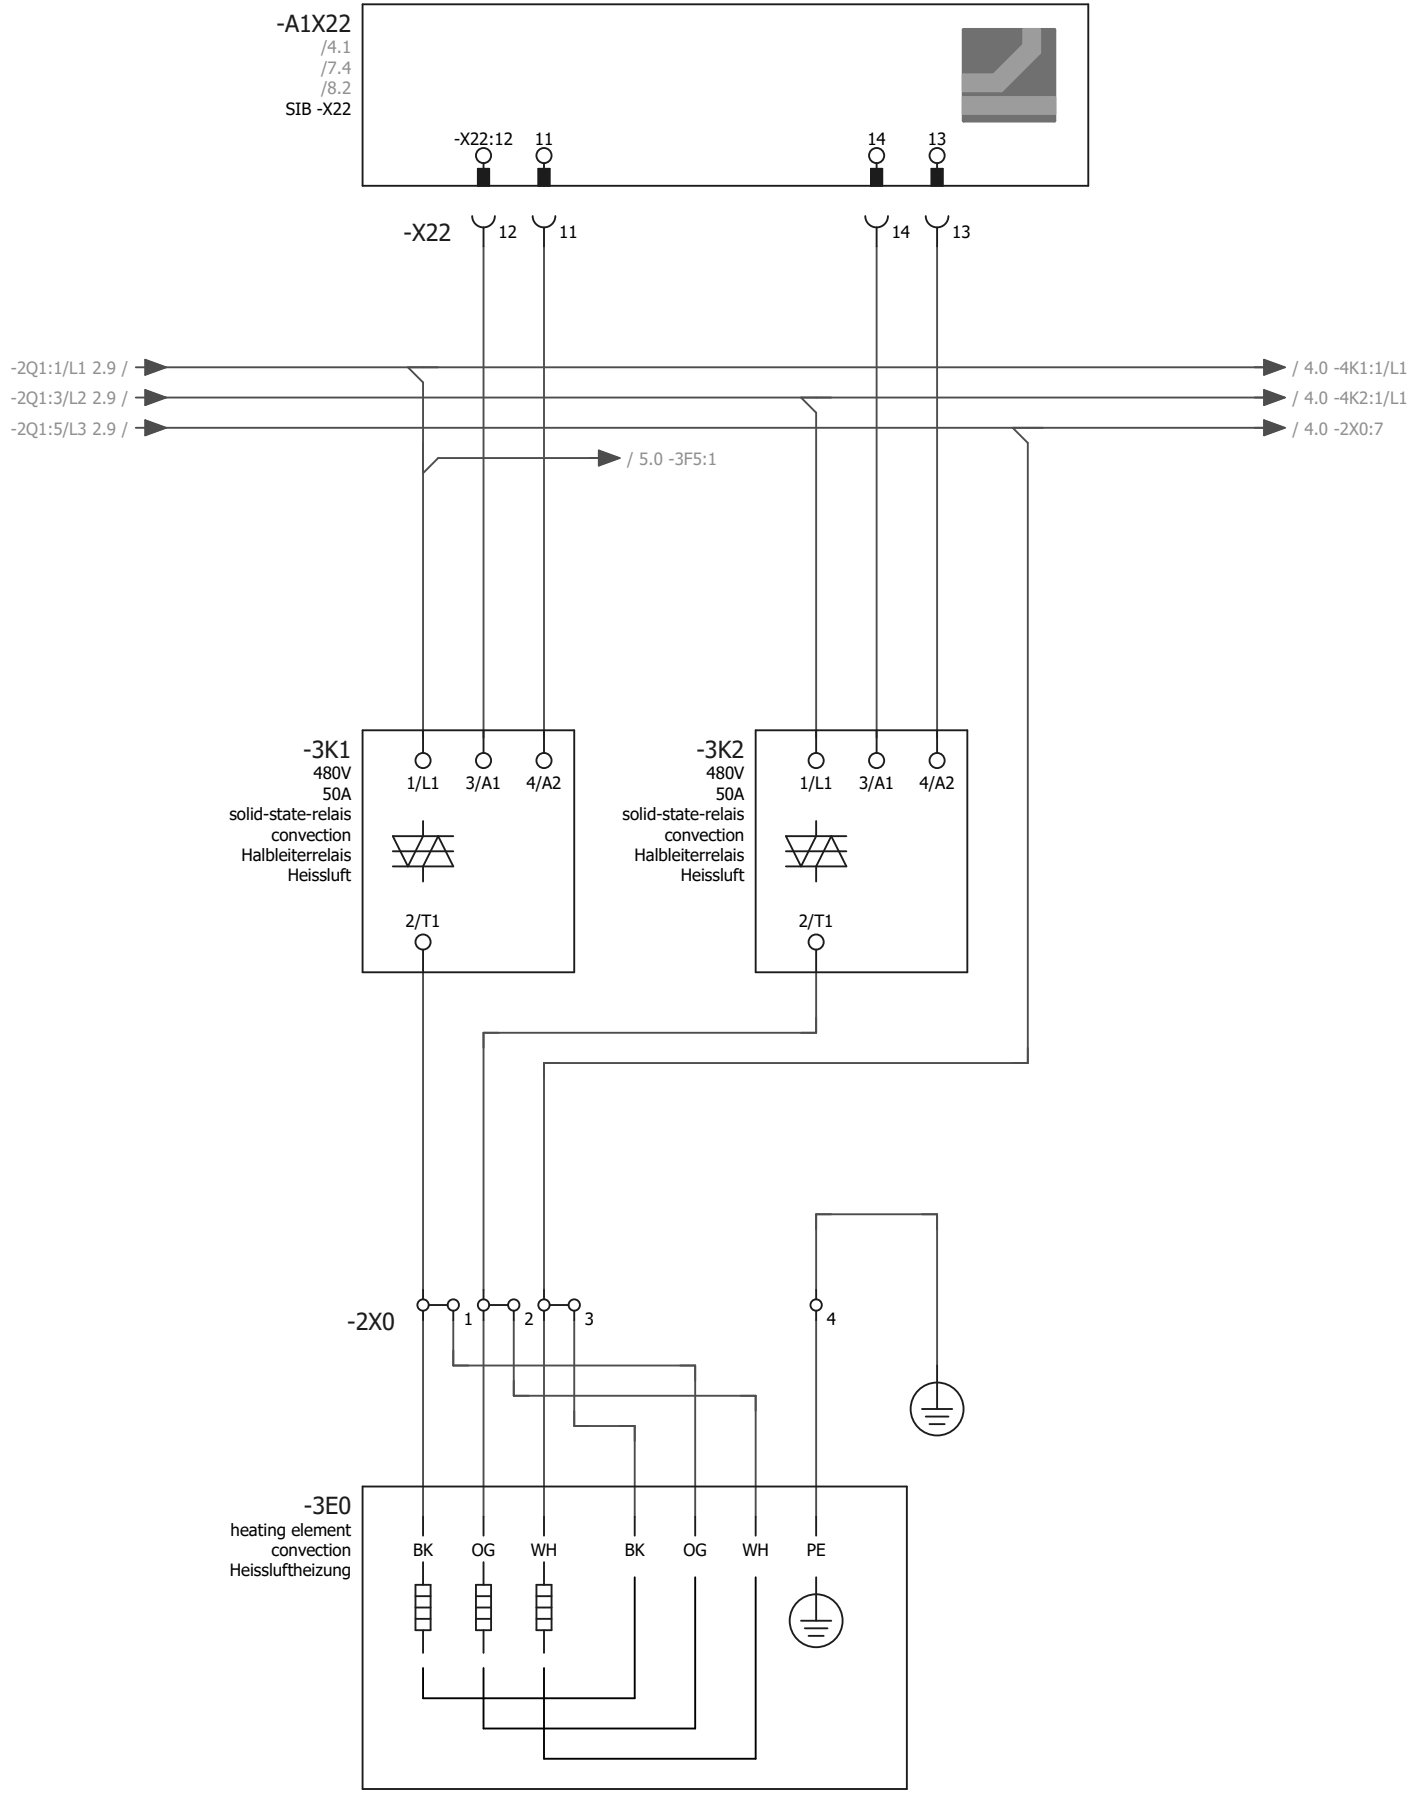 -A1X22
/4.1
/7.4
/8.2
SIB -X22
-X22:12 11 14 13
-X22 12 11 14 13
-2Q1:1/L1 2.9 / / 4.0 -4K1:1/L1
-2Q1:3/L2 2.9 / / 4.0 -4K2:1/L1
-2Q1:5/L3 2.9 / / 4.0 -2X0:7
/ 5.0 -3F5:1
-3K1
480V
50A
solid-state-relais
convection
Halbleiterrelais
Heissluft
1/L1 3/A1 4/A2
2/T1
-3K2
480V
50A
solid-state-relais
convection
Halbleiterrelais
Heissluft
1/L1 3/A1 4/A2
2/T1
-2X0 1 2 3 4
-3E0
heating element
convection
Heissluftheizung
BK OG WH BK OG WH PE